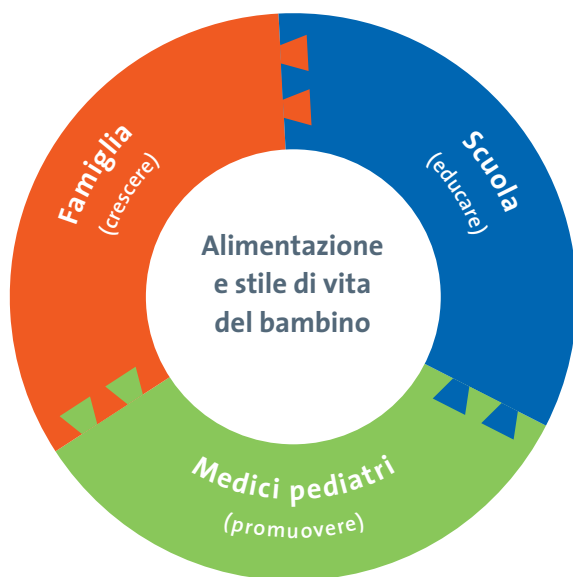 Famiglia
(crescere)
Scuola
(educare)
Alimentazione
e stile di vita
del bambino
Medici pediatri
(promuovere)